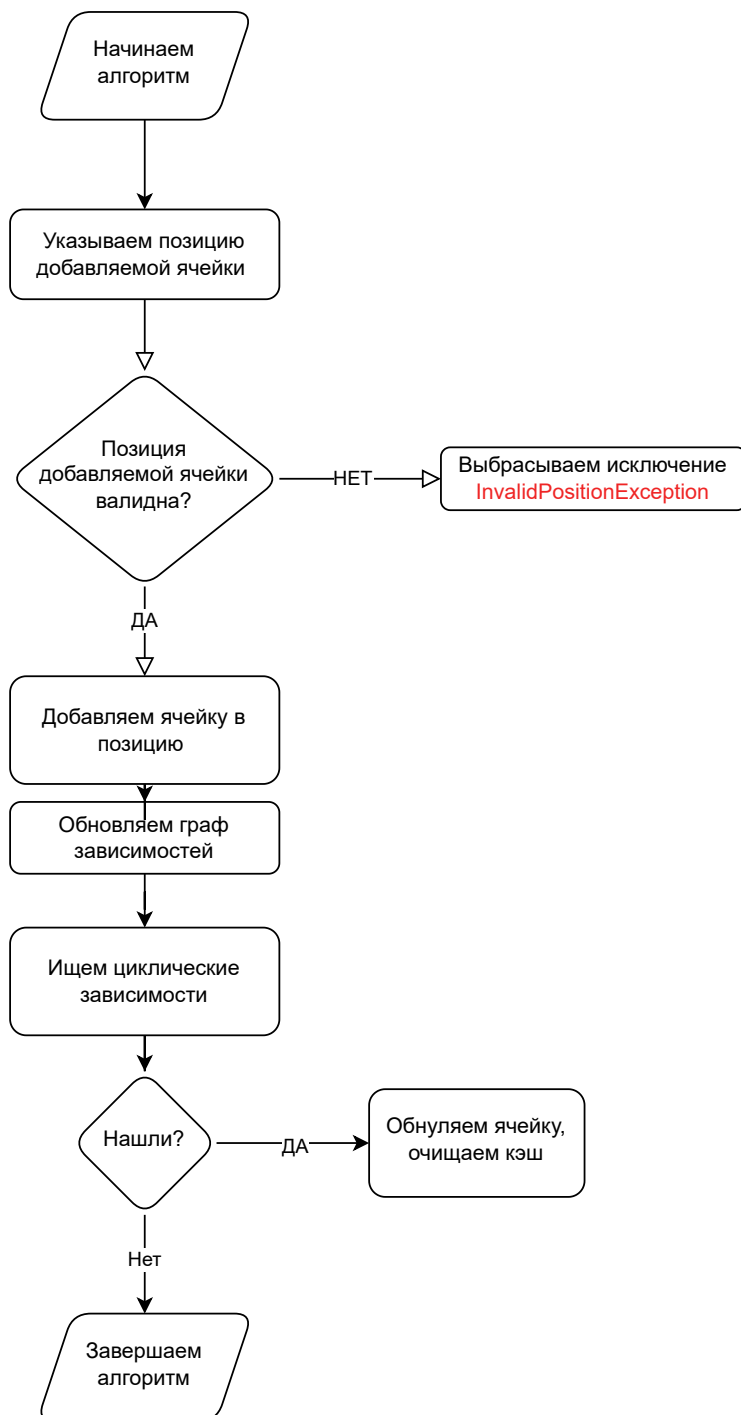 Начинаем
алгоритм
Указываем позицию
добавляемой ячейки
Позиция
добавляемой ячейки
валидна?
НЕТ
Выбрасываем исключение
InvalidPositionException
ДА
Добавляем ячейку в
позицию
Обновляем граф
зависимостей
Ищем циклические
зависимости
Нашли?
ДА
Обнуляем ячейку,
очищаем кэш
Нет
Завершаем
алгоритм